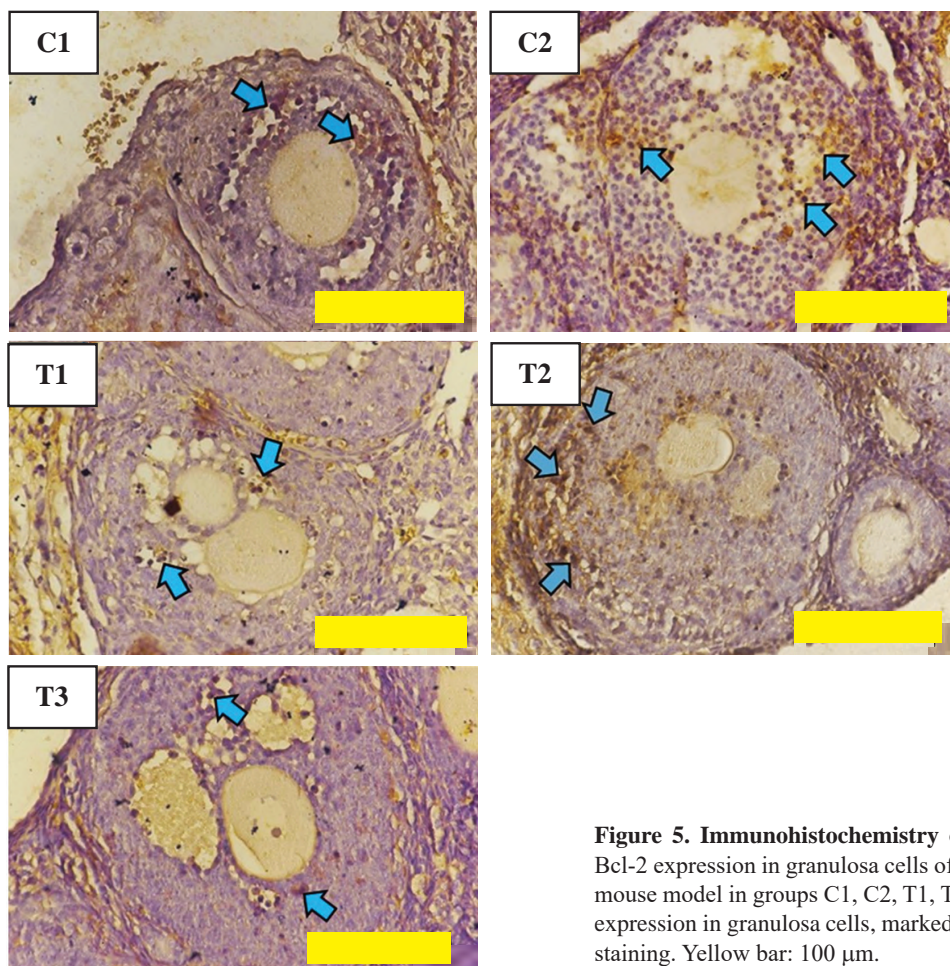 C1
C2
T1
T2
T3
Figure 5. Immunohistochemistry
Bcl-2 expression in granulosa cells of
mouse model in groups C1, C2, T1,
expression in granulosa cells, marked
staining. Yellow bar: 100 μm.